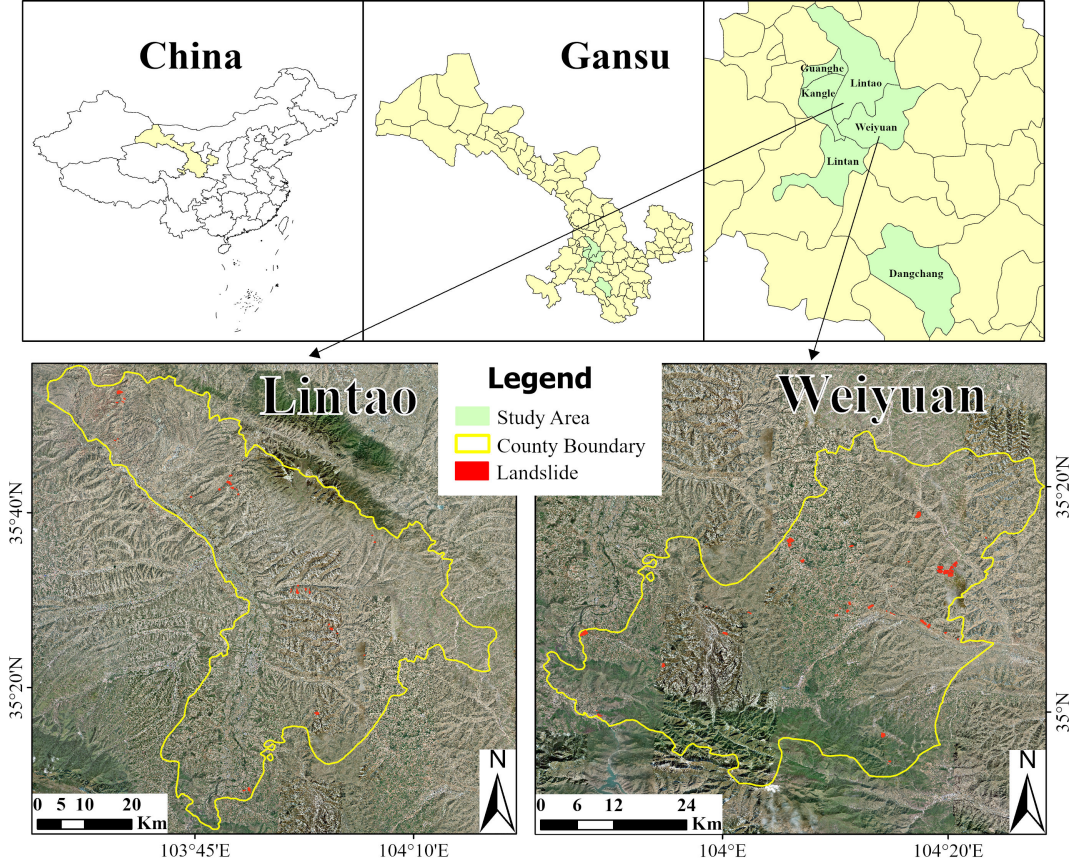 China
Gansu
Guanghe
Lintao
Kangle
Weiyuan
Lintan
Dangchang
Lintao
Legend
Study Area
County Boundary
Landslide
Weiyuan
35°40'N
35°20'N
35°20'N
35°N
N
0 5 10 20
Km
N
0 6 12 24
Km
103°45'E
104°10'E
104°E
104°20'E